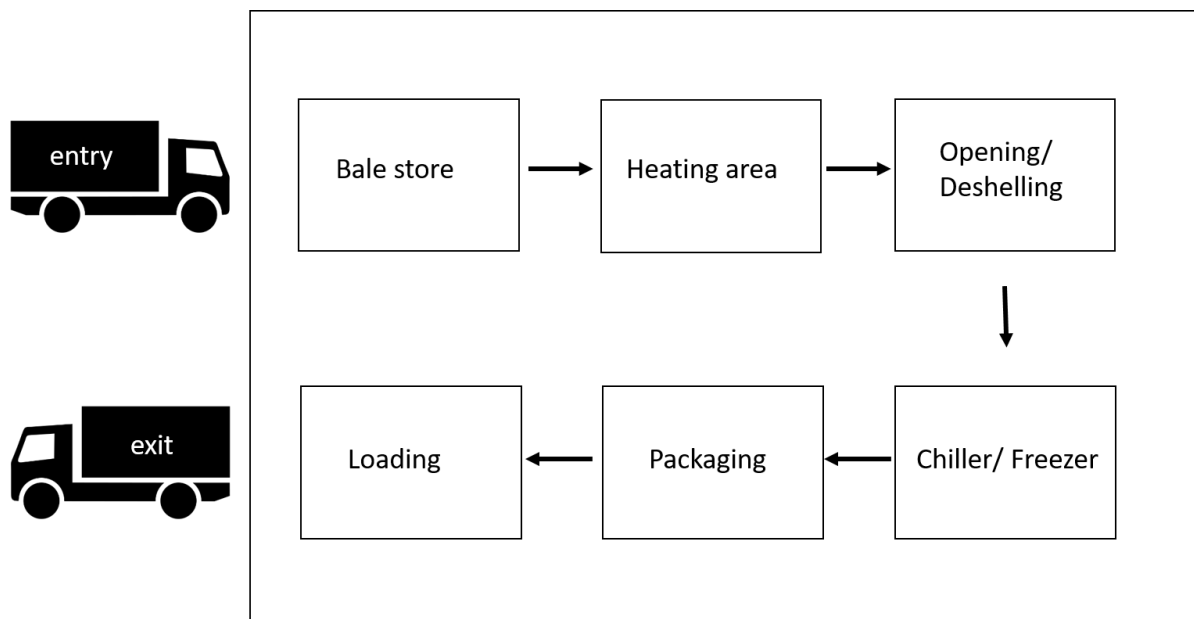 entry
Bale store
Heating area
Opening/
Deshelling
exit
Loading
Packaging
Chiller/ Freezer